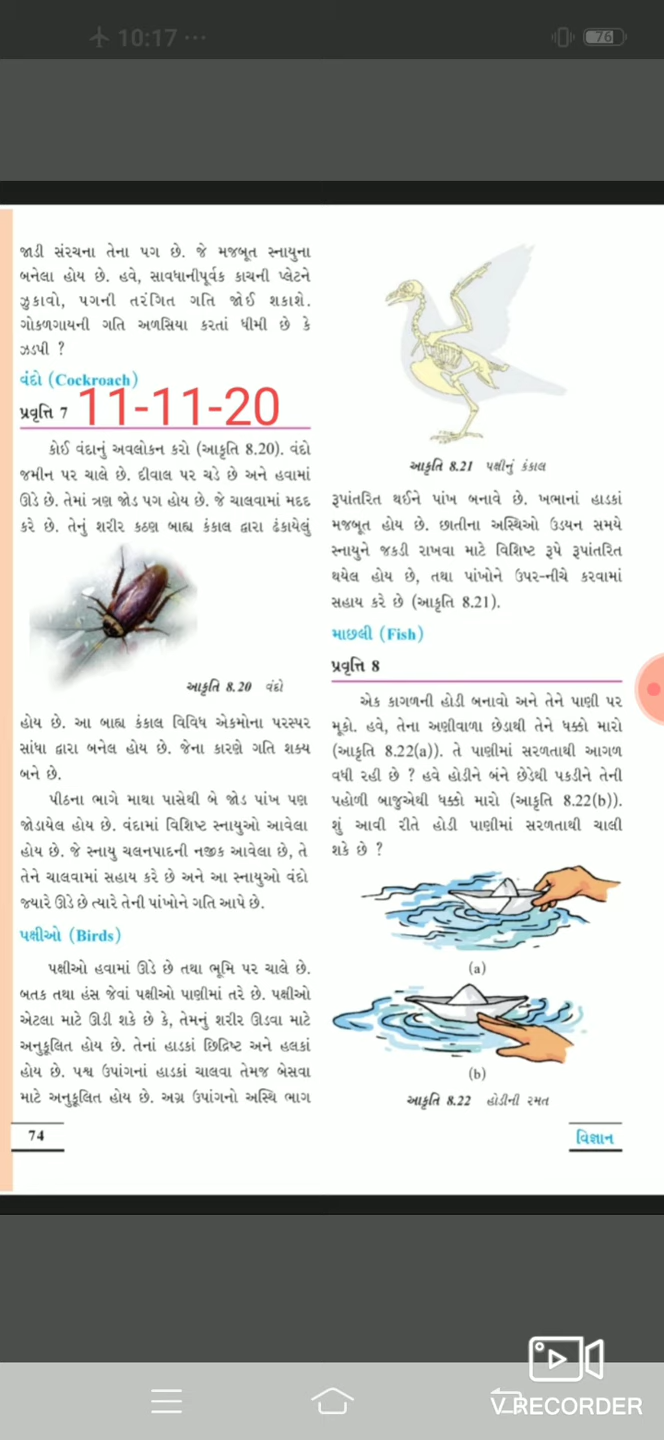 10:17 ...
76
જાડી સંરચના તેના પગ છે. જે મજબૂત સ્નાયુના
બનેલા હોય છે. હવે, સાવધાનીપૂર્વક કાચની પ્લેટને
ઝુકાવો, પગની તરંગિત ગતિ જોઈ શકાશે.
ગોકળગાયની ગતિ અળસિયા કરતાં ધીમી છે કે
ઝડપી ?
વંદો (Cockroach)
પ્રવૃત્તિ 7 11-11-20
કોઈ વંદાનું અવલોકન કરો (આકૃતિ 8.20). વંદો
જમીન પર ચાલે છે. દીવાલ પર ચડે છે અને હવામાં
ઊડે છે. તેમાં ત્રણ જોડ પગ હોય છે. જે ચાલવામાં મદદ
કરે છે. તેનું શરીર કઠણ બાહ્ય કંકાલ દ્વારા ઢંકાયેલું
આકૃતિ 8.20 વંદો
હોય છે. આ બાહ્ય કંકાલ વિવિધ એકમોના પરસ્પર
સાંધા દ્વારા બનેલ હોય છે. જેના કારણે ગતિ શક્ય
બને છે.
પીઠના ભાગે માથા પાસેથી બે જોડ પાંખ પણ
જોડાયેલ હોય છે. વંદામાં વિશિષ્ટ સ્નાયુઓ આવેલા
હોય છે. જે સ્નાયુ ચલનપાદની નજીક આવેલા છે, તે
તેને ચાલવામાં સહાય કરે છે અને આ સ્નાયુઓ વંદો
જ્યારે ઊડે છે ત્યારે તેની પાંખોને ગતિ આપે છે.
પક્ષીઓ (Birds)
પક્ષીઓ હવામાં ઊડે છે તથા ભૂમિ પર ચાલે છે.
બતક તથા હંસ જેવાં પક્ષીઓ પાણીમાં તરે છે. પક્ષીઓ
એટલા માટે ઊડી શકે છે કે, તેમનું શરીર ઊડવા માટે
અનુકૂલિત હોય છે. તેનાં હાડકાં છિદ્રિષ્ટ અને હલકાં
હોય છે. પશ્ચ ઉપાંગનાં હાડકાં ચાલવા તેમજ બેસવા
માટે અનુકૂલિત હોય છે. અગ્ર ઉપાંગનો અસ્થિ ભાગ
આકૃતિ 8.21 પક્ષીનું કંકાલ
રૂપાંતરિત થઈને પાંખ બનાવે છે. ખભાનાં હાડકાં
મજબૂત હોય છે. છાતીના અસ્થિઓ ઉડયન સમયે
સ્નાયુને જકડી રાખવા માટે વિશિષ્ટ રૂપે રૂપાંતરિત
થયેલ હોય છે, તથા પાંખોને ઉપર-નીચે કરવામાં
સહાય કરે છે (આકૃતિ 8.21).
માછલી (Fish)
પ્રવૃત્તિ 8
એક કાગળની હોડી બનાવો અને તેને પાણી પર
મૂકો. હવે, તેના અણીવાળા છેડાથી તેને ધક્કો મારો
(આકૃતિ 8.22(a)). તે પાણીમાં સરળતાથી આગળ
વધી રહી છે ? હવે હોડીને બંને છેડેથી પકડીને તેની
પહોળી બાજુએથી ધક્કો મારો (આકૃતિ 8.22(b)).
શું આવી રીતે હોડી પાણીમાં સરળતાથી ચાલી
શકે છે ?
(a)
(b)
આકૃતિ 8.22 હોડીની રમત
74
વિજ્ઞાન
V RECORDER